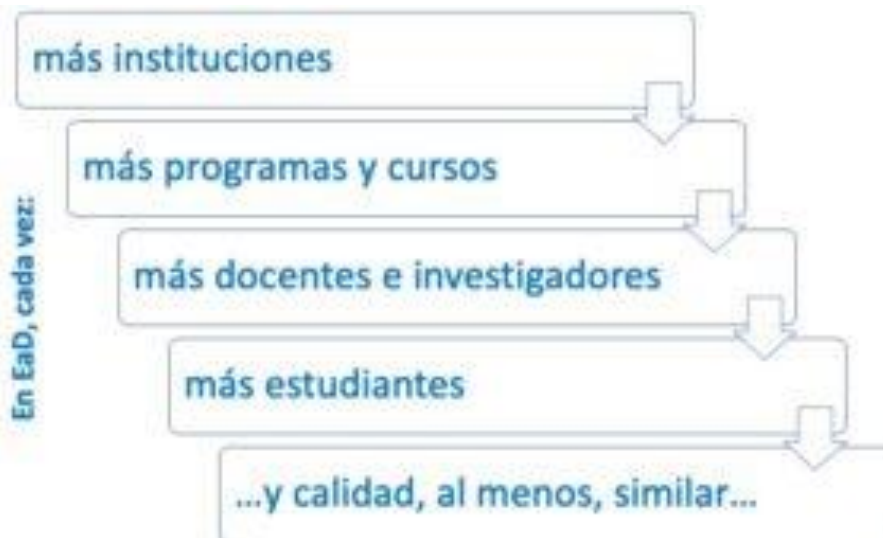 En EaD, cada vez:
más instituciones
más programas y cursos
más docentes e investigadores
más estudiantes
...y calidad, al menos, similar...